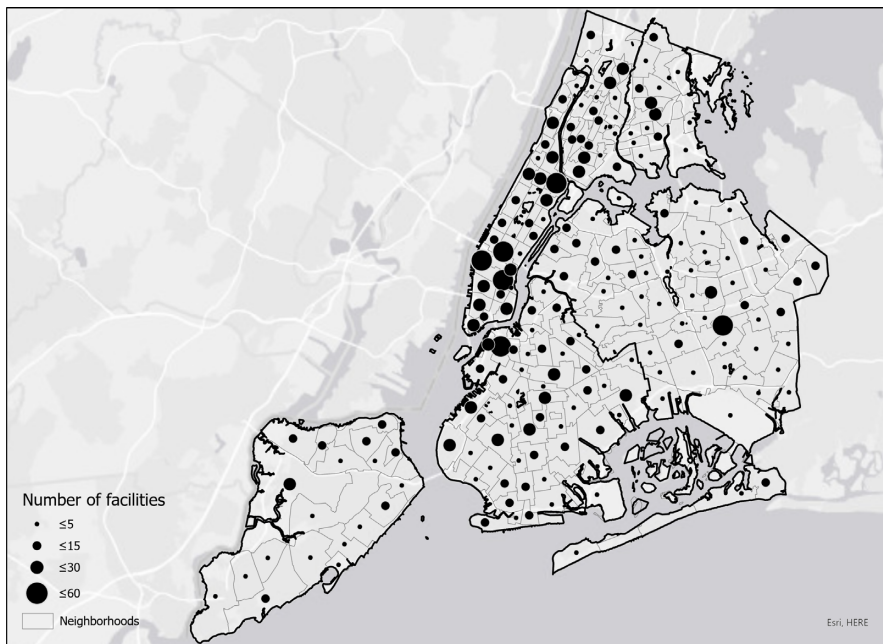 Number of facilities
≤5
≤15
≤30
≤60
Neighborhoods
Esri, HERE